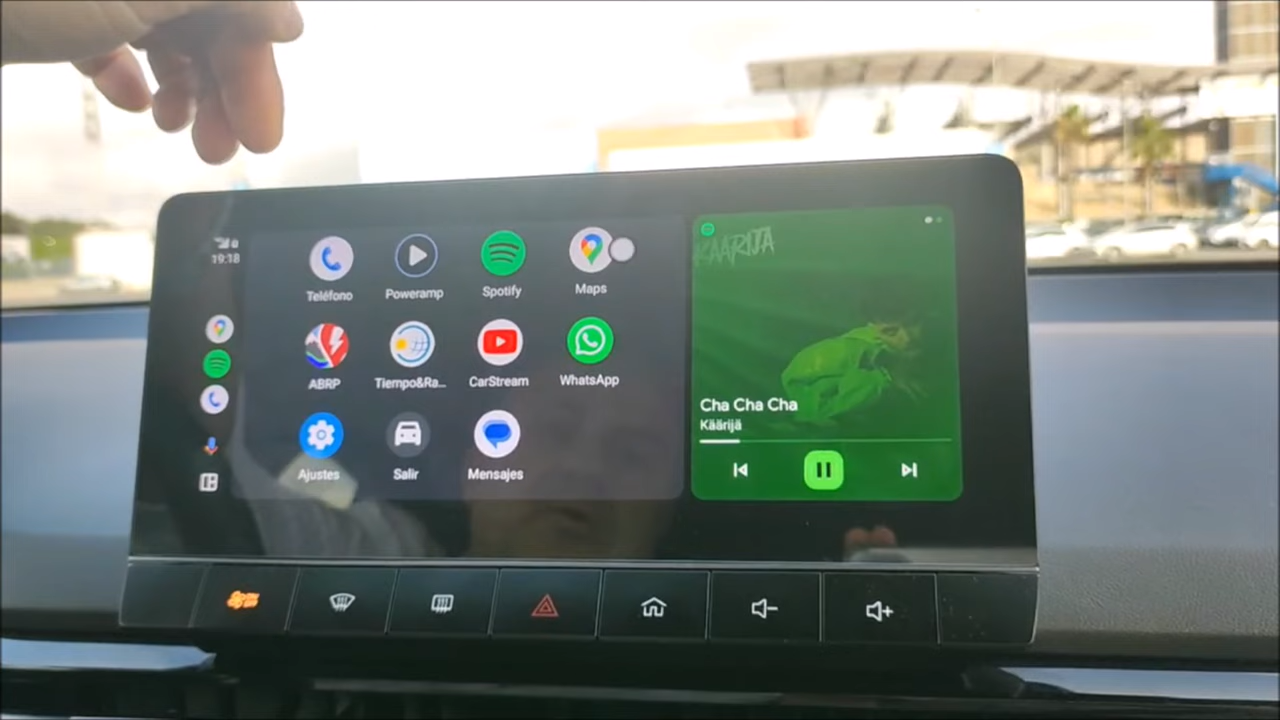 19:18
Teléfono
Poweramp
Spotify
Maps
ABRP
Tiempo&Ra...
CarStream
WhatsApp
Ajustes
Salir
Mensajes
KÄÄRIJÄ
Cha Cha Cha
Käärijä